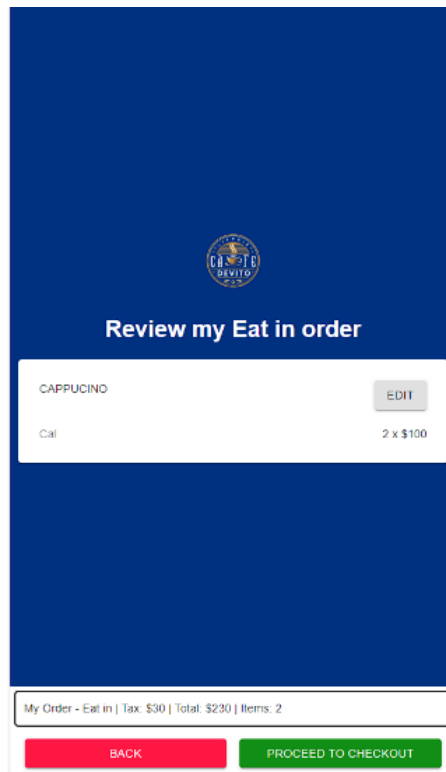 CAFE
DEVITO
Review my Eat in order
CAPPUCINO
EDIT
Cal
2 x $100
My Order - Eat in | Tax: $30 | Total: $230 | Items: 2
BACK
PROCEED TO CHECKOUT